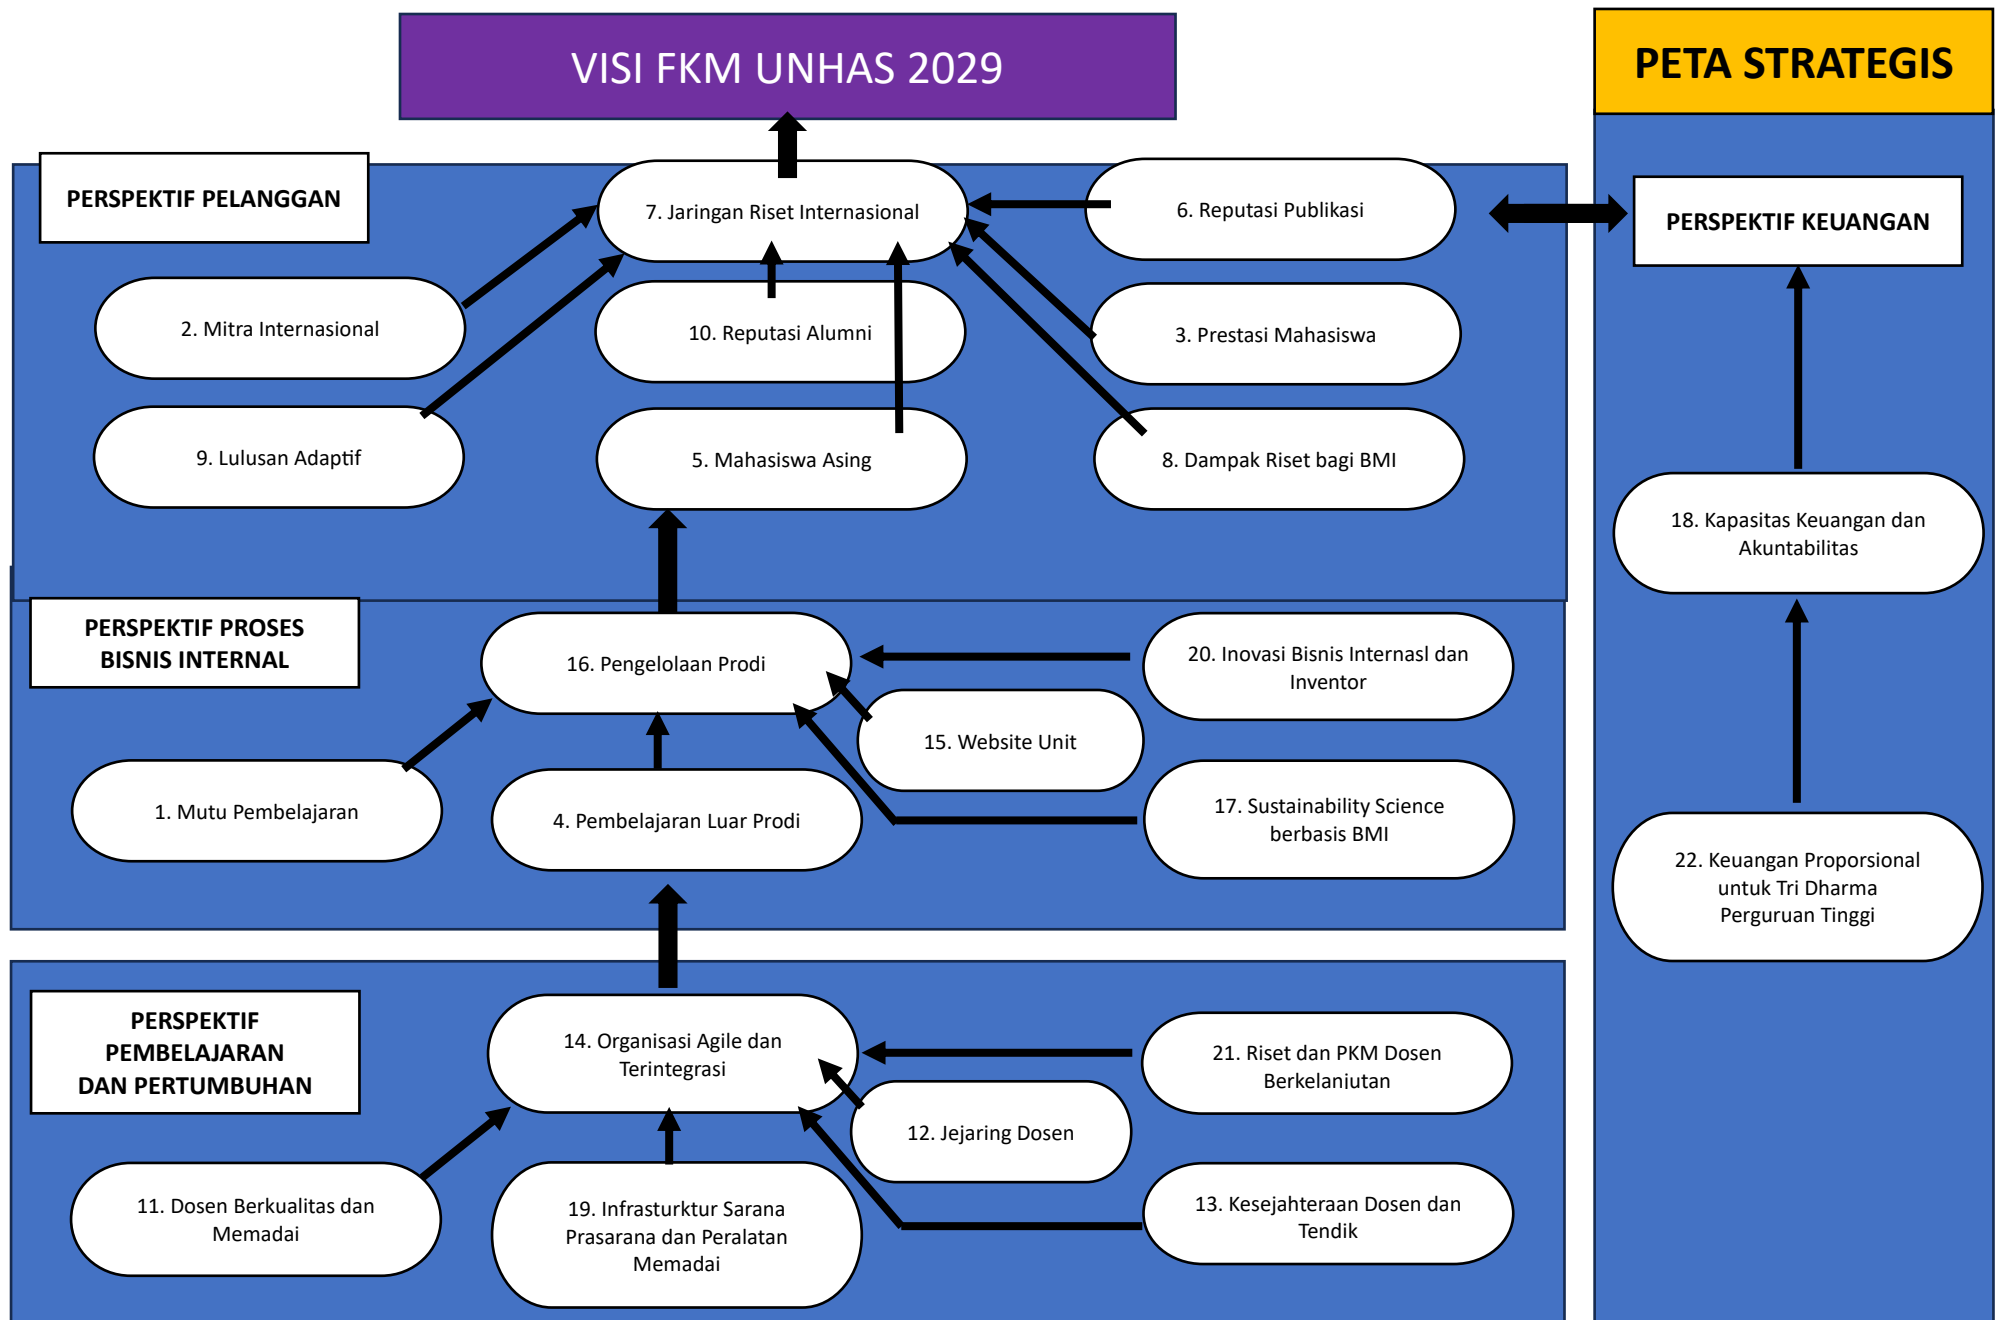 VISI FKM UNHAS 2029
PETA STRATEGIS
PERSPEKTIF PELANGGAN
7. Jaringan Riset Internasional
6. Reputasi Publikasi
2. Mitra Internasional
10. Reputasi Alumni
3. Prestasi Mahasiswa
9. Lulusan Adaptif
5. Mahasiswa Asing
8. Dampak Riset bagi BMI
PERSPEKTIF PROSES
BISNIS INTERNAL
16. Pengelolaan Prodi
20. Inovasi Bisnis Internasl dan
Inventor
15. Website Unit
1. Mutu Pembelajaran
4. Pembelajaran Luar Prodi
17. Sustainability Science
berbasis BMI
PERSPEKTIF
PEMBELAJARAN
DAN PERTUMBUHAN
14. Organisasi Agile dan
Terintegrasi
21. Riset dan PKM Dosen
Berkelanjutan
12. Jejaring Dosen
11. Dosen Berkualitas dan
Memadai
19. Infrasturktur Sarana
Prasarana dan Peralatan
Memadai
13. Kesejahteraan Dosen dan
Tendik
PERSPEKTIF KEUANGAN
18. Kapasitas Keuangan dan
Akuntabilitas
22. Keuangan Proporsional
untuk Tri Dharma
Perguruan Tinggi